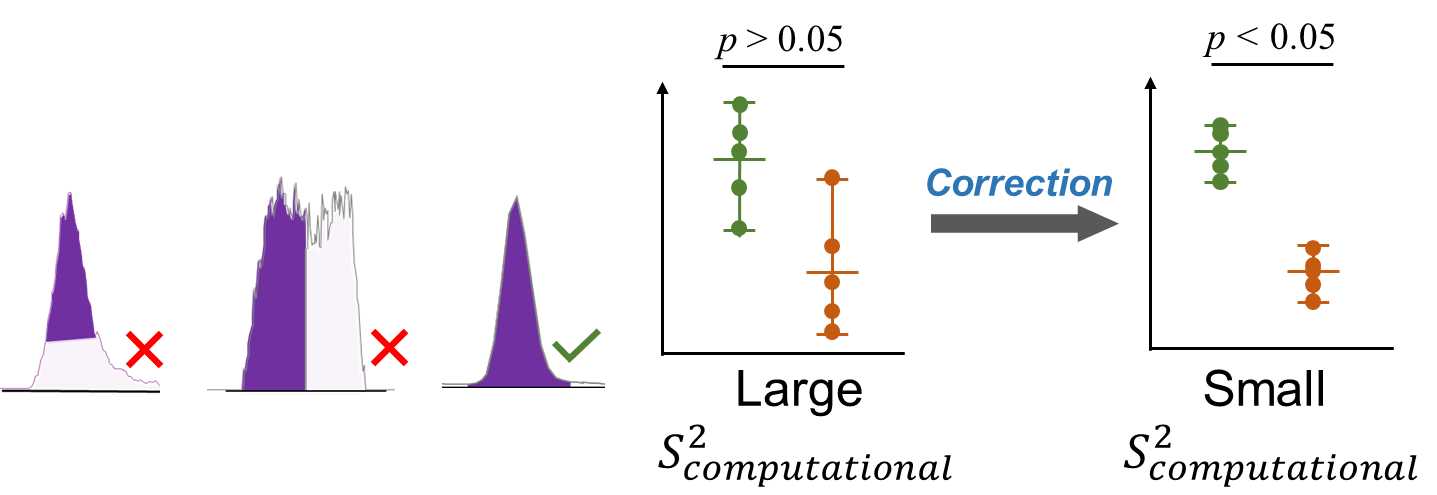 p > 0.05
p < 0.05
Correction
Large
Small
S²computational
S²computational